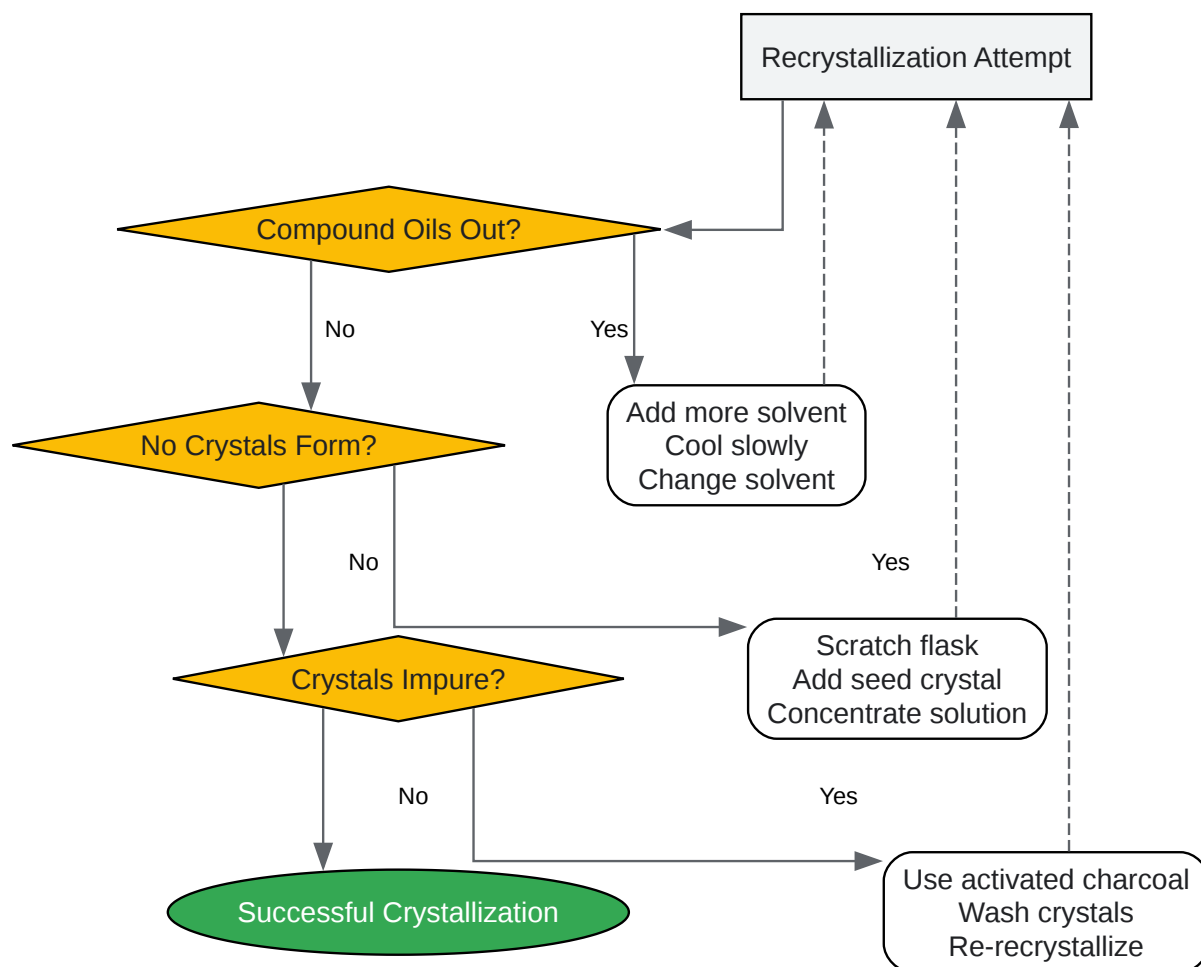 Recrystallization Attempt
Compound Oils Out?
No
Yes
Add more solvent
Cool slowly
Change solvent
No Crystals Form?
No
Yes
Scratch flask
Add seed crystal
Concentrate solution
Crystals Impure?
No
Yes
Use activated charcoal
Wash crystals
Re-recrystallize
Successful Crystallization